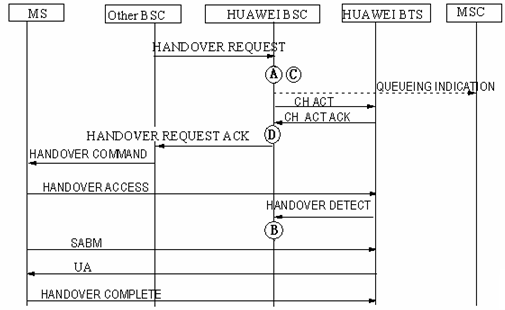 MS
Other BSC
HUAWEI BSC
HUAWEI BTS
MSC
HANDOVER REQUEST
A
C
QUEUEING INDICATION
CH ACT
CH ACT ACK
D
HANDOVER REQUEST ACK
HANDOVER COMMAND
HANDOVER ACCESS
HANDOVER DETECT
B
SABM
UA
HANDOVER COMPLETE